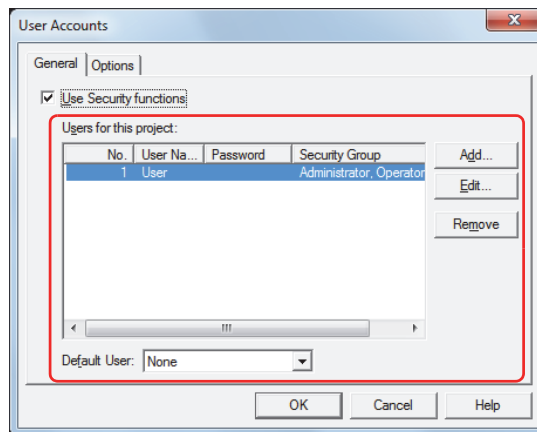 User Accounts
General Options
Use Security functions
Users for this project:
No. User Na... Password Security Group
1 User Administrator, Operator
Add...
Edit...
Remove
Default User: None
OK Cancel Help